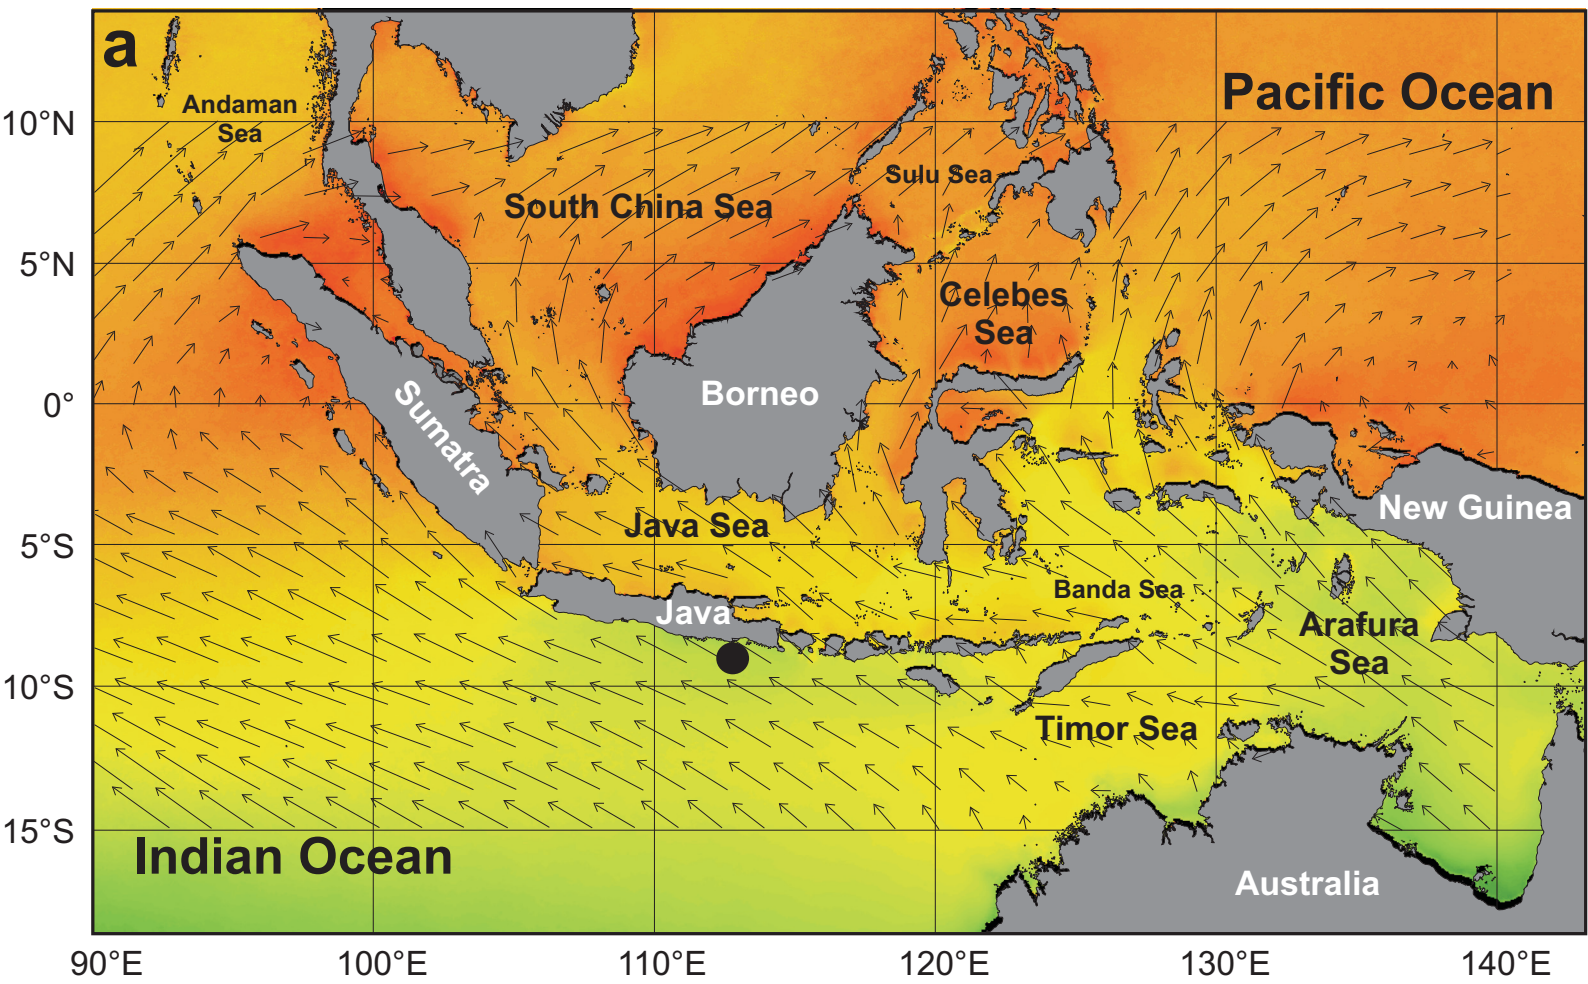 a
Andaman
Sea
Pacific Ocean
10°N
Sulu Sea
South China Sea
5°N
Celebes
Sea
Borneo
0°
Sumatra
New Guinea
Java Sea
5°S
Banda Sea
Java
Arafura
Sea
10°S
Timor Sea
15°S
Indian Ocean
Australia
90°E
100°E
110°E
120°E
130°E
140°E